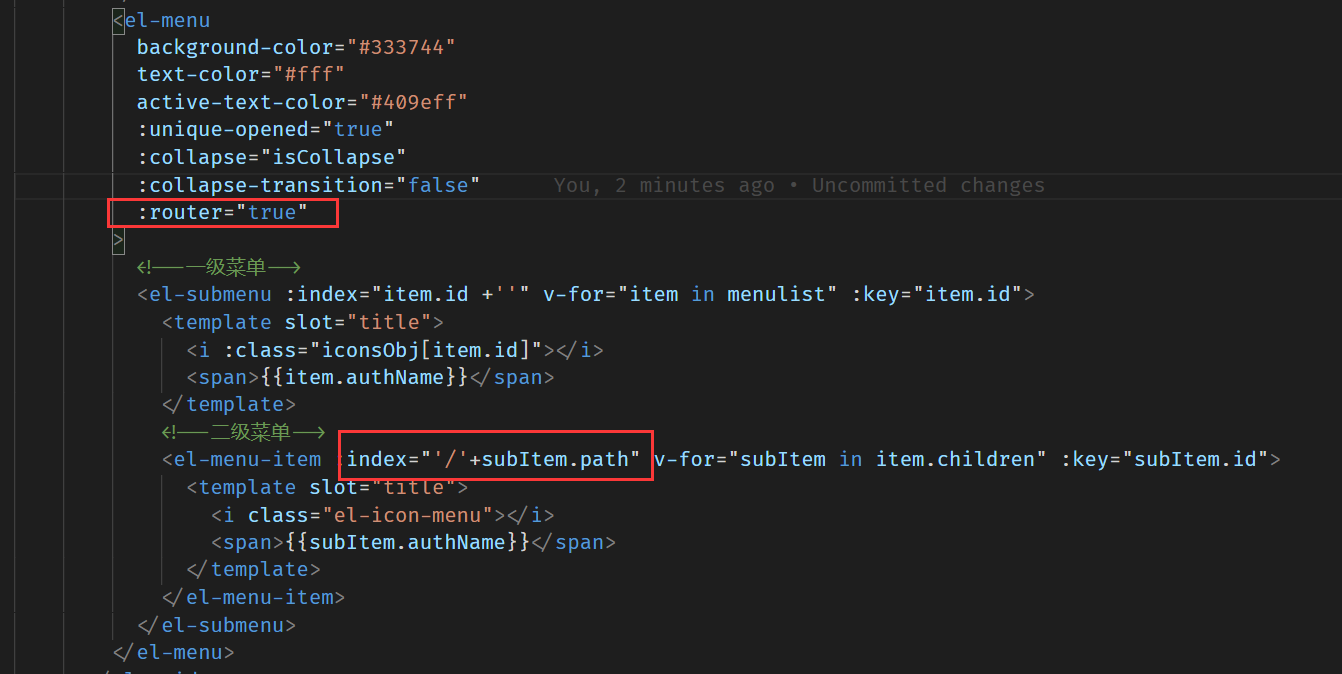 <el-menu
background-color="#333744"
text-color="#fff"
active-text-color="#409eff"
:unique-opened="true"
:collapse="isCollapse"
:collapse-transition="false" You, 2 minutes ago • Uncommitted changes
:router="true"
>
<!-- 一级菜单 -->
<el-submenu :index="item.id +''" v-for="item in menulist" :key="item.id">
<template slot="title">
<i :class="iconsObj[item.id]"></i>
<span>{{item.authName}}</span>
</template>
<!-- 二级菜单 -->
<el-menu-item :index="'/'+subItem.path" v-for="subItem in item.children" :key="subItem.id">
<template slot="title">
<i class="el-icon-menu"></i>
<span>{{subItem.authName}}</span>
</template>
</el-menu-item>
</el-submenu>
</el-menu>